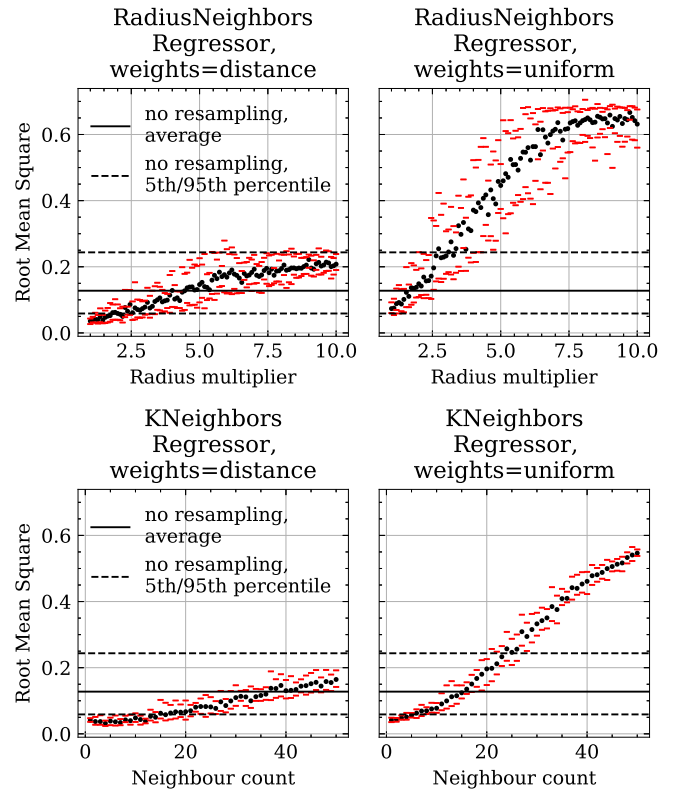 RadiusNeighbors
Regressor,
weights=distance
RadiusNeighbors
Regressor,
weights=uniform
Root Mean Square
0.6
0.4
0.2
0.0
no resampling,
average
no resampling,
5th/95th percentile
2.5 5.0 7.5 10.0
Radius multiplier
2.5 5.0 7.5 10.0
Radius multiplier
KNeighbors
Regressor,
weights=distance
KNeighbors
Regressor,
weights=uniform
Root Mean Square
0.6
0.4
0.2
0.0
no resampling,
average
no resampling,
5th/95th percentile
0 20 40
Neighbour count
0 20 40
Neighbour count